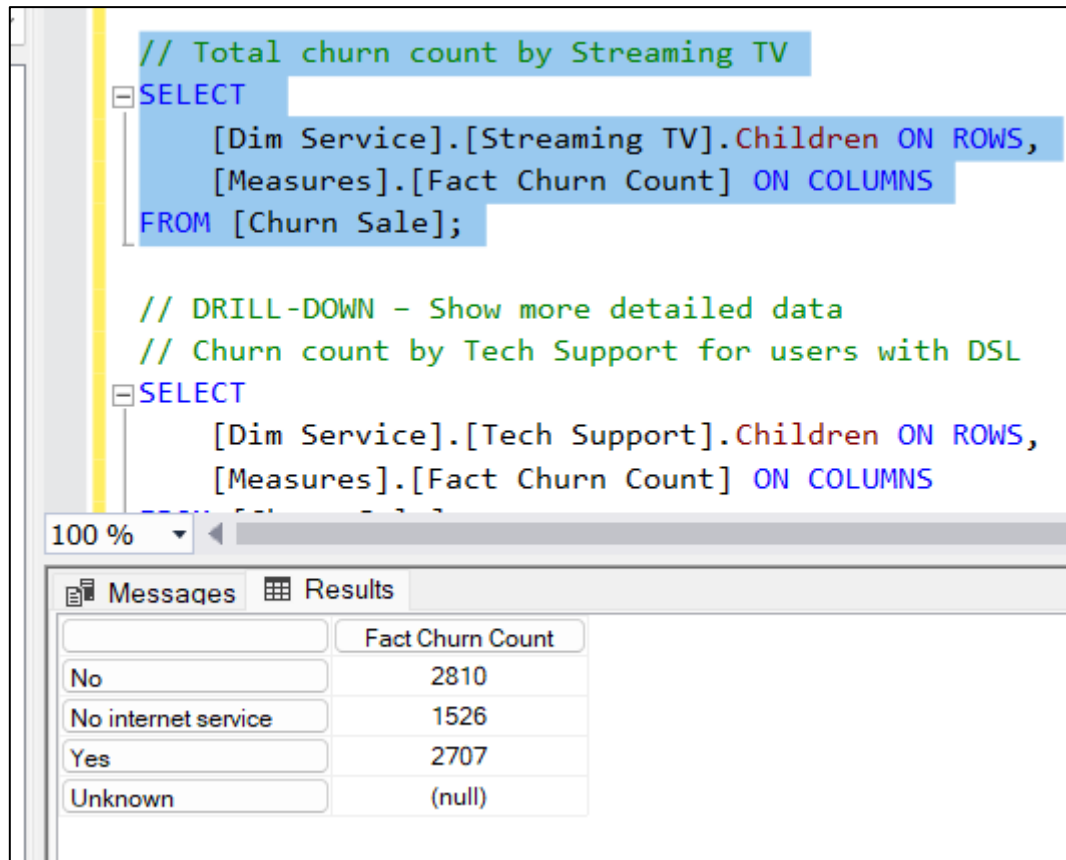 // Total churn count by Streaming TV
SELECT
[Dim Service].[Streaming TV].Children ON ROWS,
[Measures].[Fact Churn Count] ON COLUMNS
FROM [Churn Sale];
// DRILL-DOWN – Show more detailed data
// Churn count by Tech Support for users with DSL
SELECT
[Dim Service].[Tech Support].Children ON ROWS,
[Measures].[Fact Churn Count] ON COLUMNS
100 %
Messages Results
Fact Churn Count
No 2810
No internet service 1526
Yes 2707
Unknown (null)